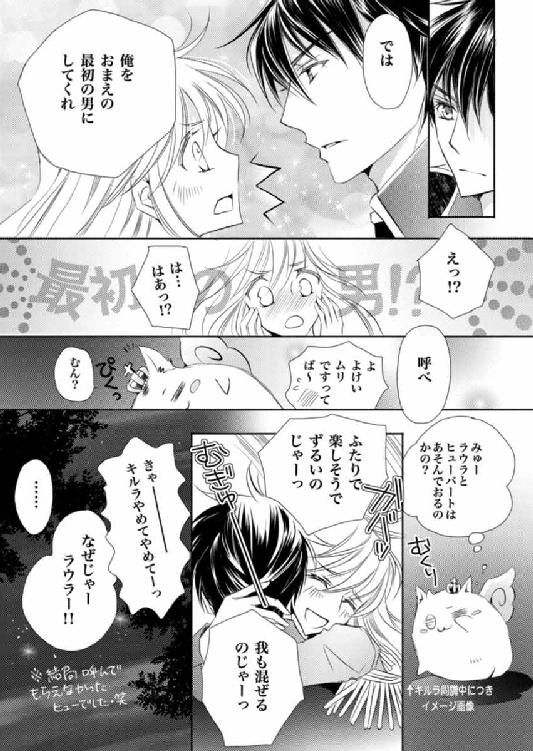 では
俺を
おまえの
最初の男に
してくれ
えっ!?
最初の男!?
は…
はあっ!?
呼べ
よ
よけい
ムリ
ですって
ば〜
ぴくっ
むん?
みゅー
ラウラと
ヒューバートは
あそんでおるの
かの?
むくり
↑キルラ間諜中につき
イメージ画像
ガバッ
ふたりで
楽しそうで
ずるいの
じゃーっ
むぎゅ
我も混ぜる
のじゃーっ
きゃーーーーっ
キルラやめてやめてーっ
なぜじゃー
ラウラー!!
……
※結局呼んで
もらえなかった
ヒューでした・笑